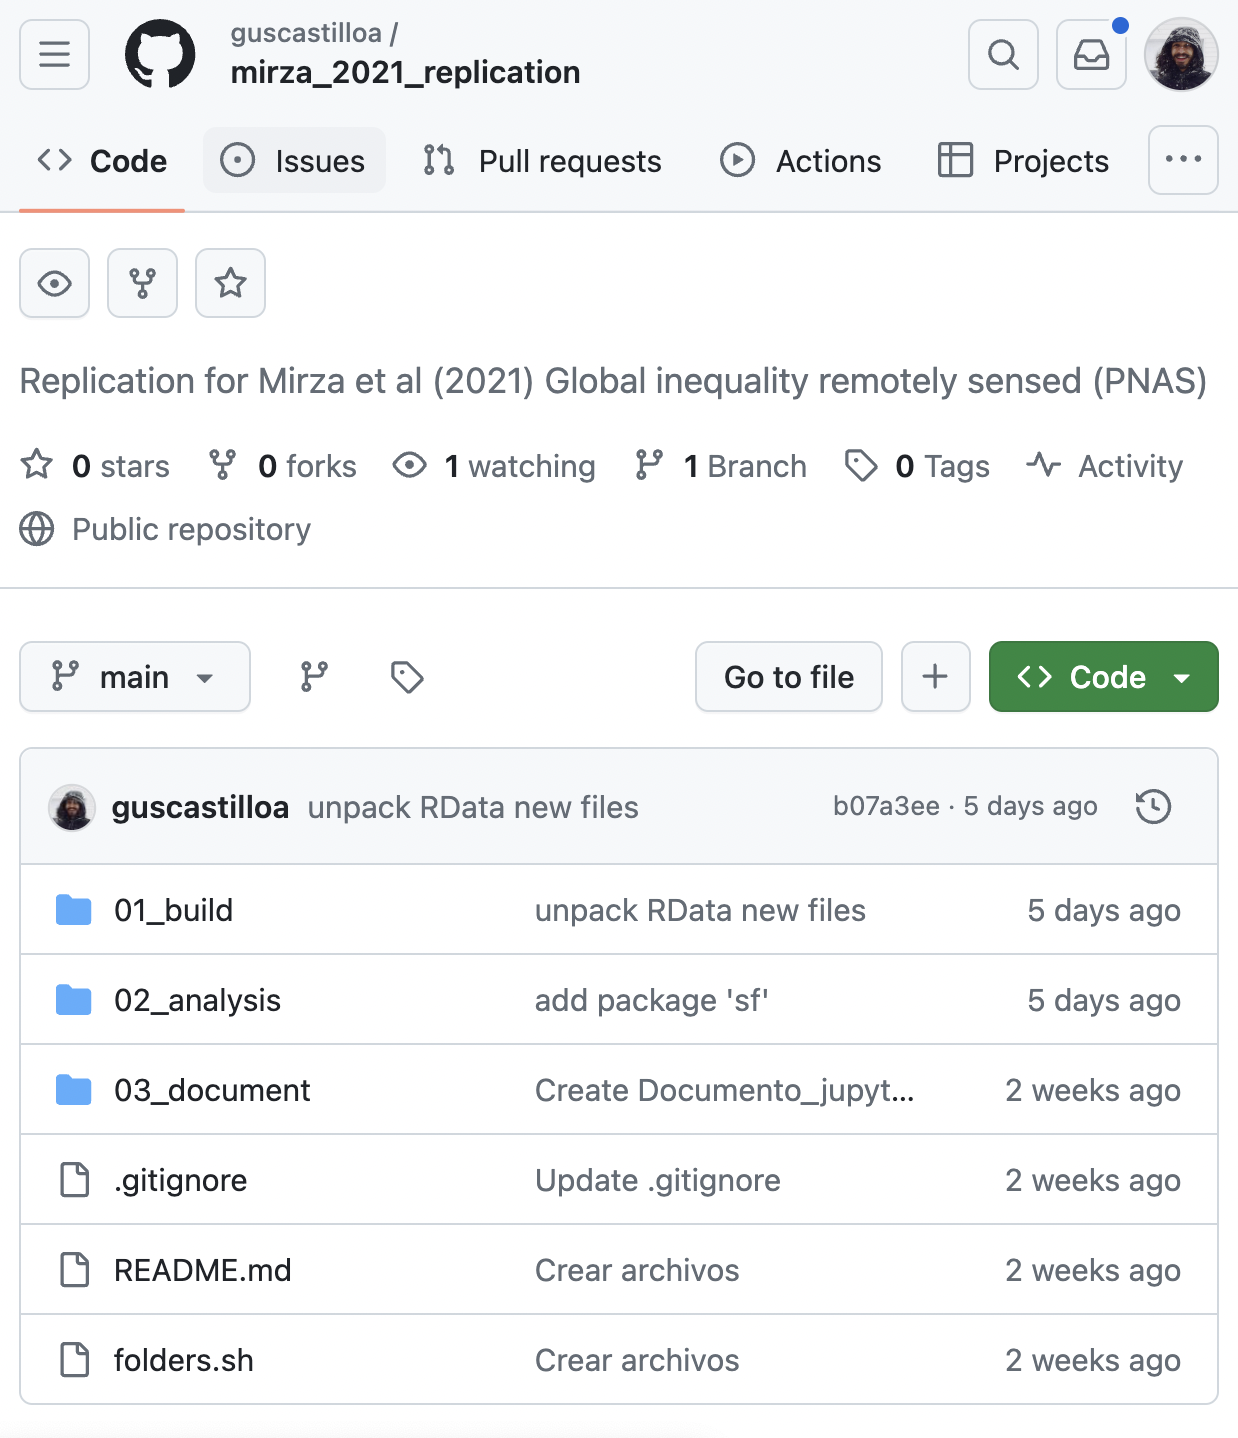 guscastilloa /
mirza_2021_replication
Code Issues Pull requests Actions Projects
Replication for Mirza et al (2021) Global inequality remotely sensed (PNAS)
0 stars 0 forks 1 watching 1 Branch 0 Tags Activity
Public repository
main Go to file Code
guscastilloa unpack RData new files b07a3ee · 5 days ago
01_build unpack RData new files 5 days ago
02_analysis add package 'sf' 5 days ago
03_document Create Documento_jupyt... 2 weeks ago
.gitignore Update .gitignore 2 weeks ago
README.md Crear archivos 2 weeks ago
folders.sh Crear archivos 2 weeks ago